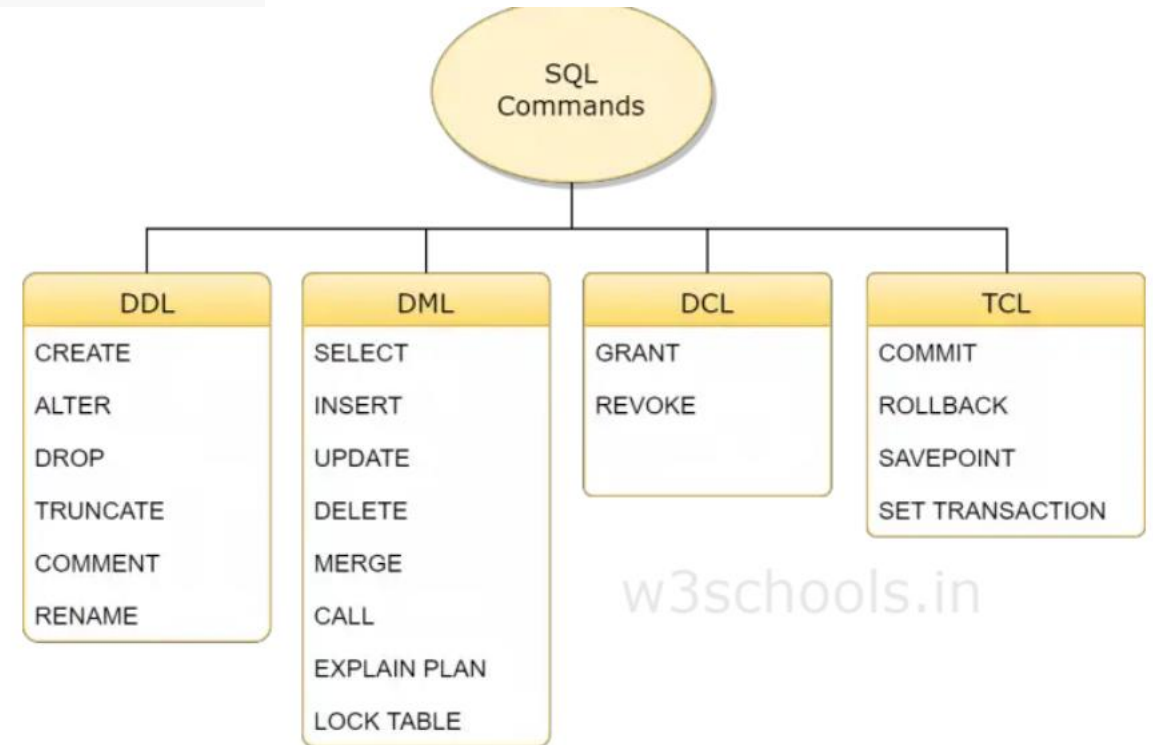 SQL
Commands
DDL
CREATE
ALTER
DROP
TRUNCATE
COMMENT
RENAME
DML
SELECT
INSERT
UPDATE
DELETE
MERGE
CALL
EXPLAIN PLAN
LOCK TABLE
DCL
GRANT
REVOKE
TCL
COMMIT
ROLLBACK
SAVEPOINT
SET TRANSACTION
w3schools.in